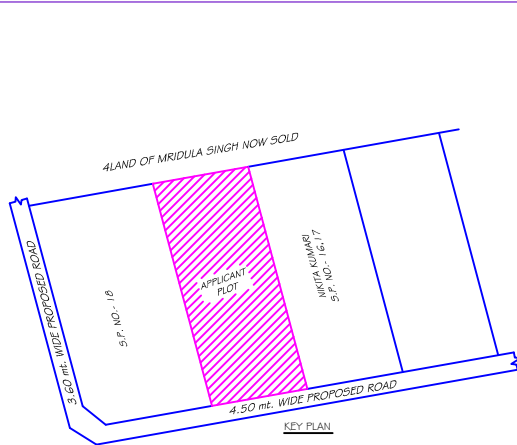 4LAND OF MRIDULA SINGH NOW SOLD
3.60 mt. WIDE PROPOSED ROAD
S.P. NO.- 18
APPLICANT
PLOT
NIKITA KUMARI
S.P. NO.- 16,17
4.50 mt. WIDE PROPOSED ROAD
KEY PLAN